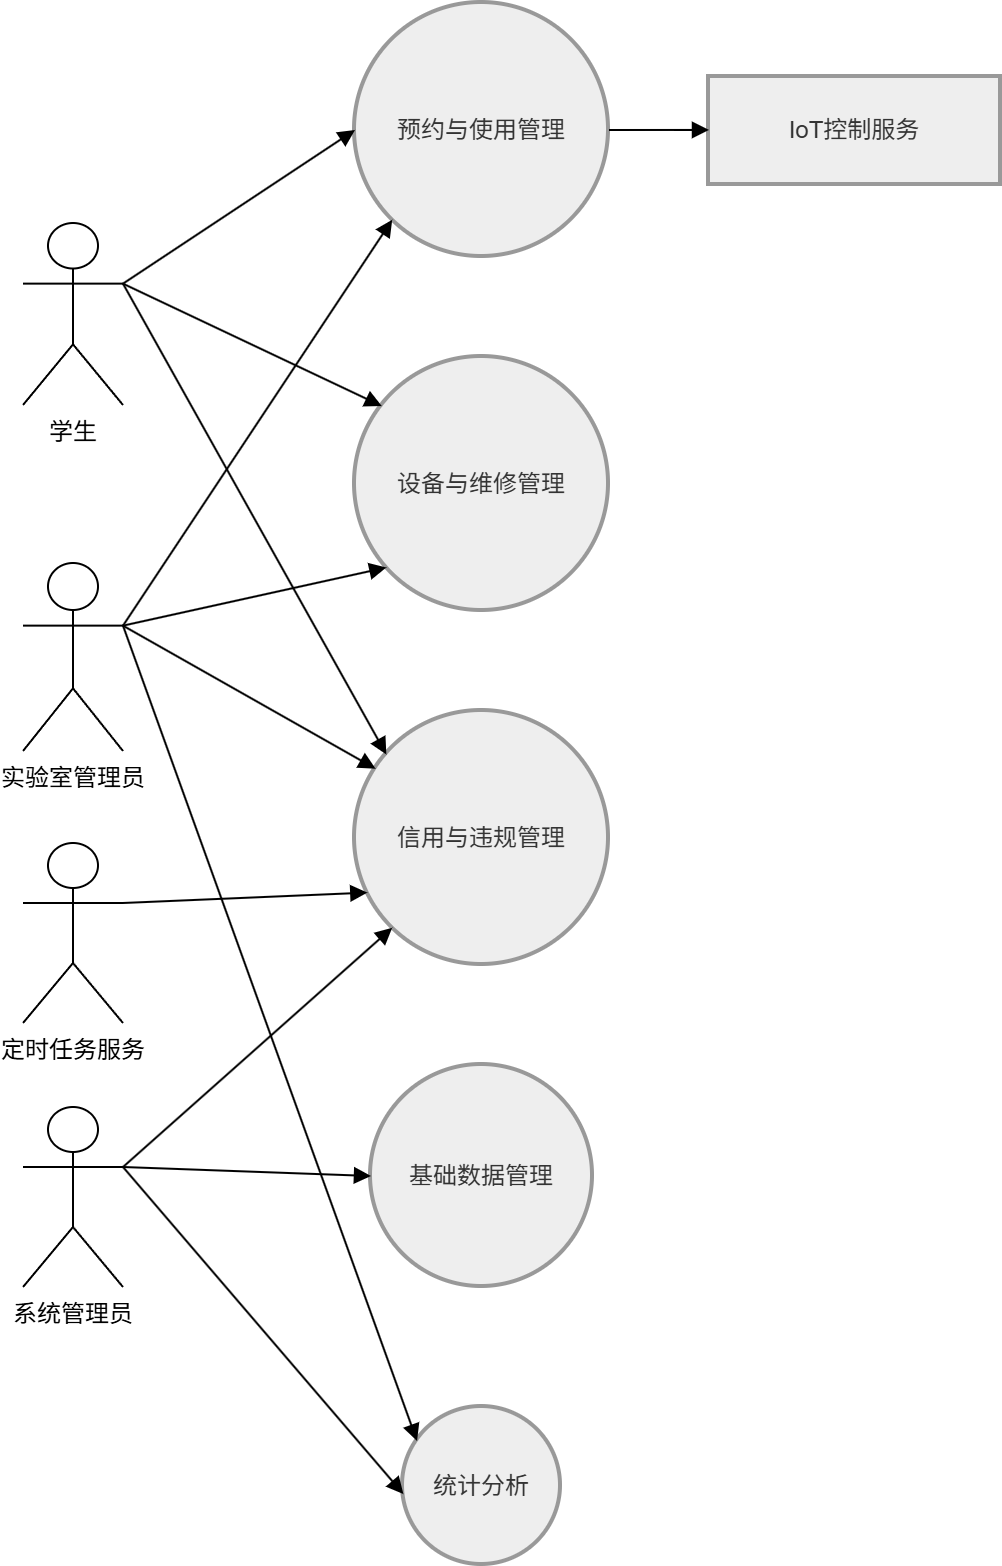 预约与使用管理
IoT控制服务
学生
设备与维修管理
实验室管理员
信用与违规管理
定时任务服务
基础数据管理
系统管理员
统计分析